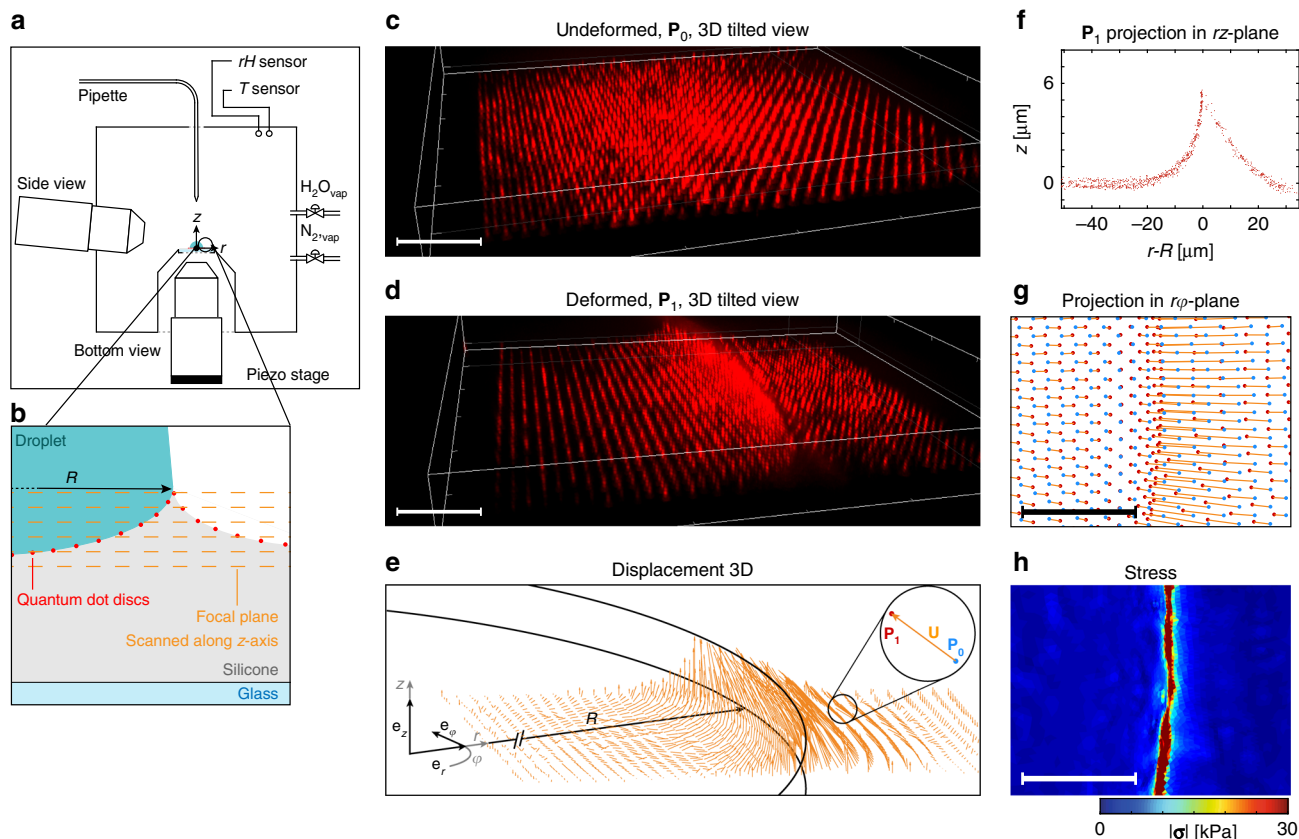 a
rH sensor
T sensor
Pipette
Side view
H2Ovap
N2,vap
z
r
Bottom view
Piezo stage
b
Droplet
R
Quantum dot discs
Focal plane
Scanned along z-axis
Silicone
Glass
c
Undeformed, P0, 3D tilted view
d
Deformed, P1, 3D tilted view
e
Displacement 3D
P1
U
P0
z
R
ez
eφ
r
er
φ
f
P1 projection in rz-plane
6
z [μm]
0
−40
−20
0
20
r-R [μm]
g
Projection in rφ-plane
h
Stress
0
|σ| [kPa]
30